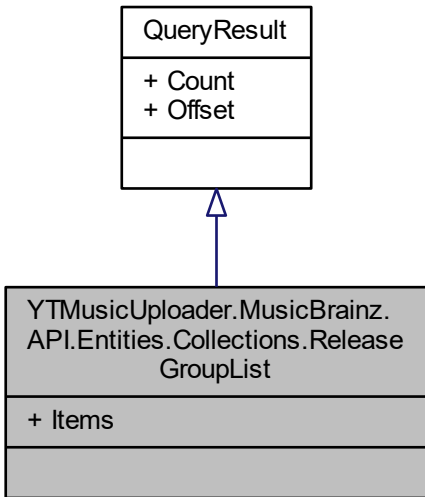 QueryResult
+ Count
+ Offset
YTMusicUploader.MusicBrainz.
API.Entities.Collections.Release
GroupList
+ Items